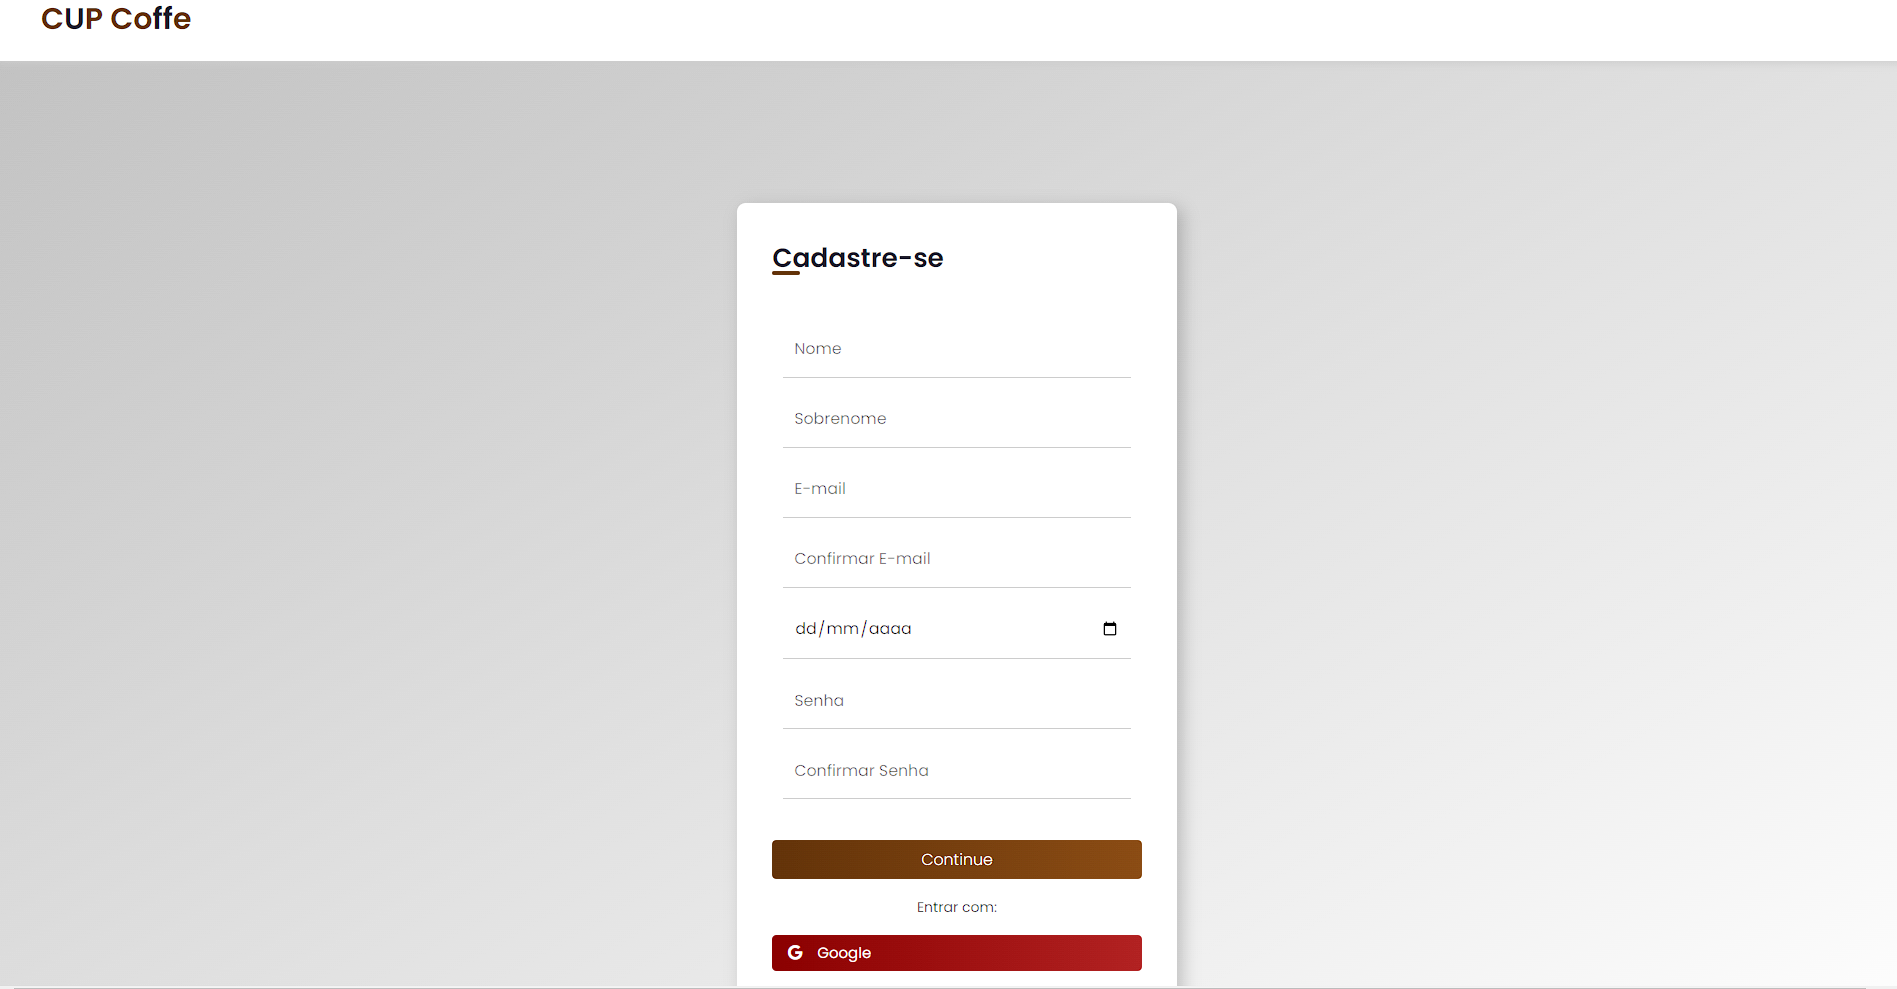 CUP Coffe
Cadastre-se
Nome
Sobrenome
E-mail
Confirmar E-mail
dd/mm/aaaa
Senha
Confirmar Senha
Continue
Entrar com:
Google